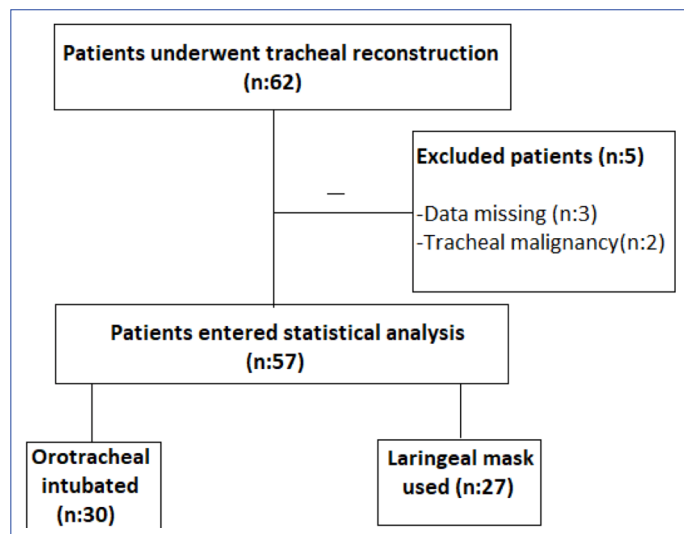 Patients underwent tracheal reconstruction
(n:62)
Excluded patients (n:5)
-Data missing (n:3)
-Tracheal malignancy(n:2)
Patients entered statistical analysis
(n:57)
Orotracheal
intubated
(n:30)
Laringeal mask
used (n:27)